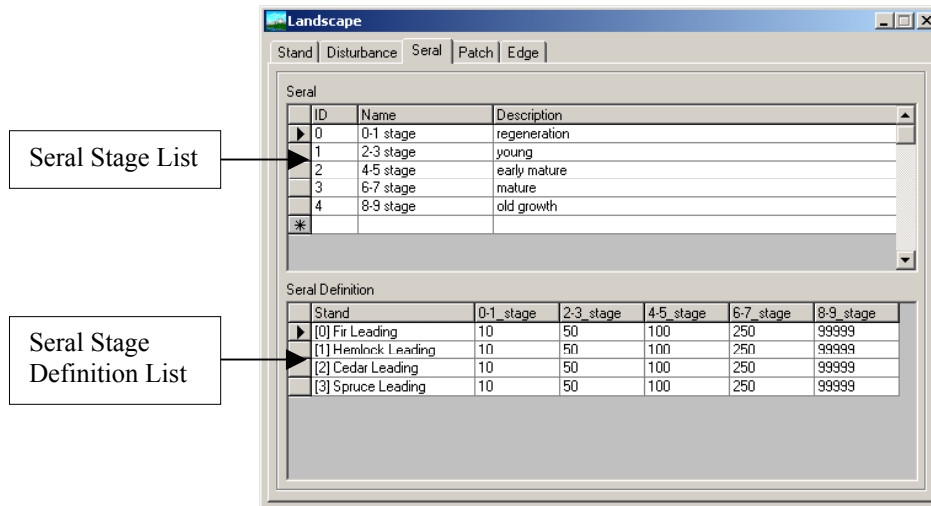 Landscape
Stand Disturbance Seral Patch Edge
Seral
ID Name Description
0 0-1 stage regeneration
1 2-3 stage young
2 4-5 stage early mature
3 6-7 stage mature
4 8-9 stage old growth
Seral Stage List
Seral Definition
Stand 0-1_stage 2-3_stage 4-5_stage 6-7_stage 8-9_stage
[0] Fir Leading 10 50 100 250 99999
[1] Hemlock Leading 10 50 100 250 99999
[2] Cedar Leading 10 50 100 250 99999
[3] Spruce Leading 10 50 100 250 99999
Seral Stage
Definition List